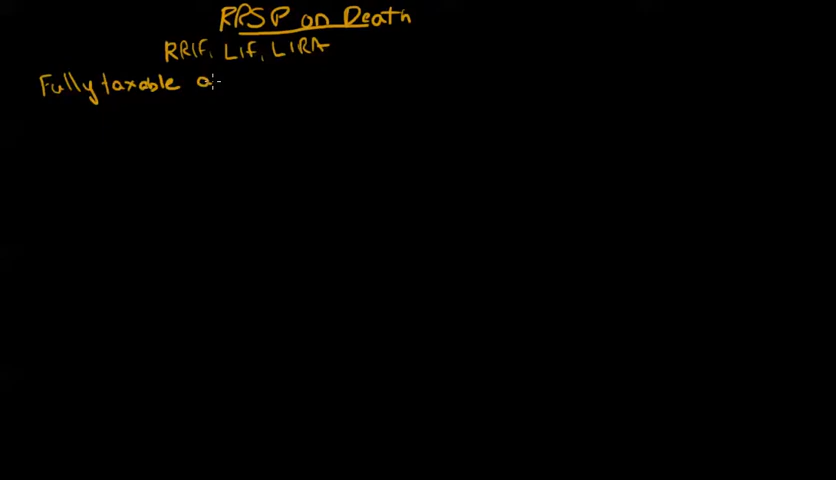 RRSP on Death
RRIF, LIF, LIRA
Fully taxable a